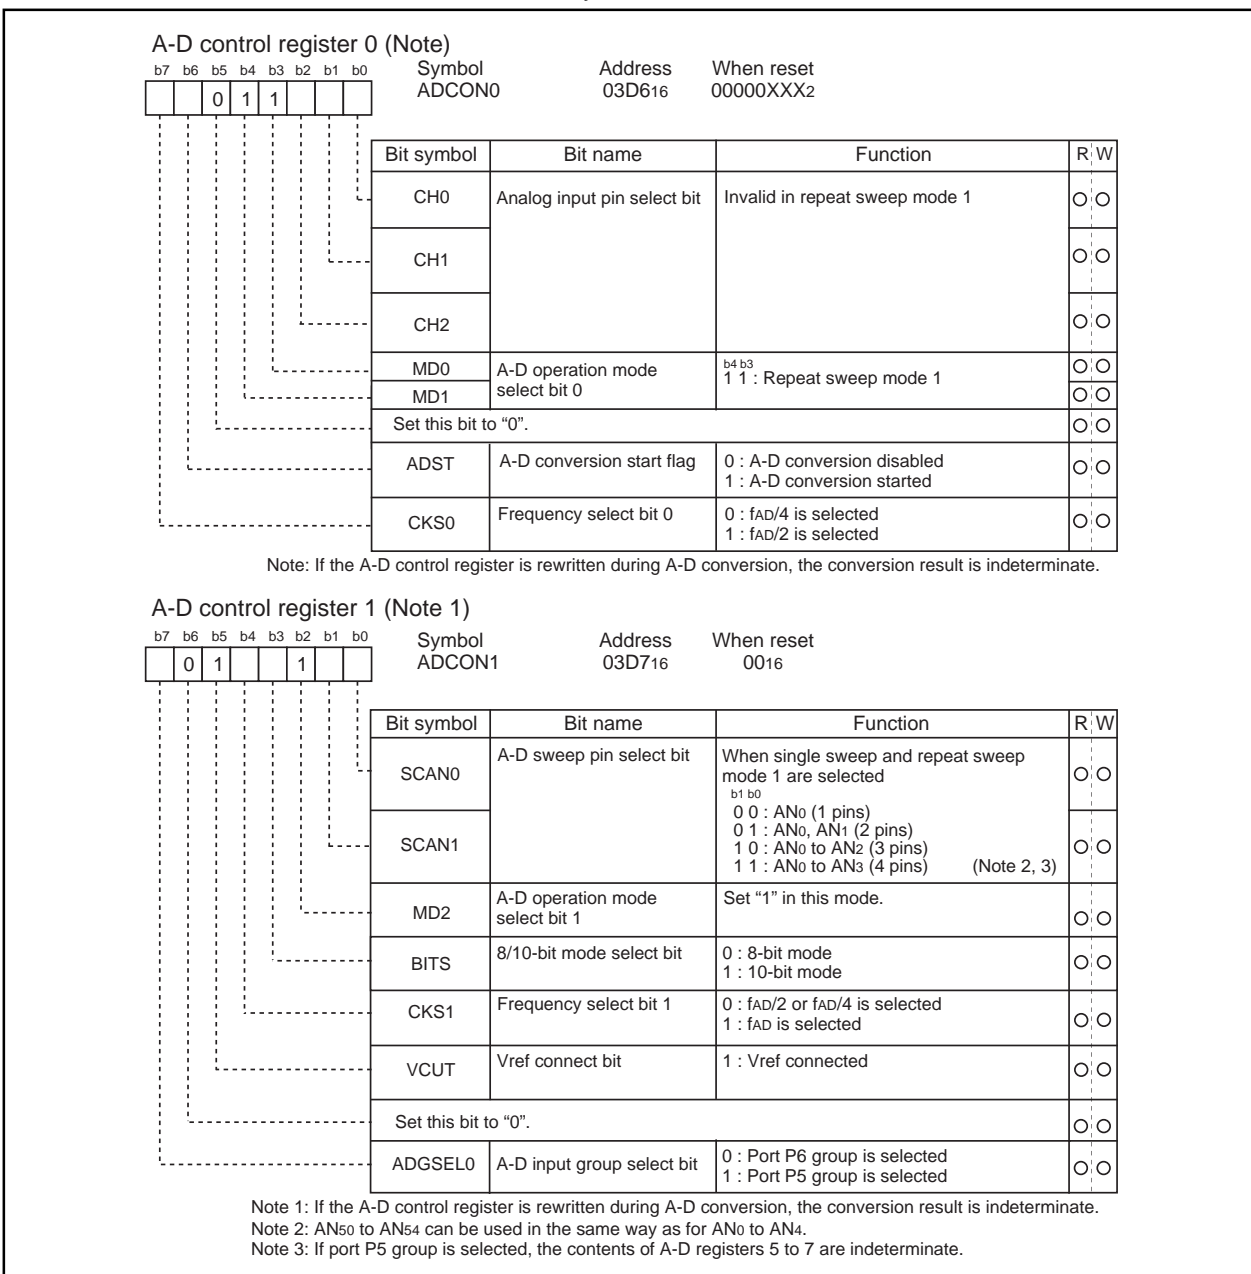 A-D control register 0 (Note)
b7 b6 b5 b4 b3 b2 b1 b0
Symbol Address When reset
ADCON0 03D616 00000XXX2
0 1 1
Bit symbol Bit name Function R W
CH0 Analog input pin select bit Invalid in repeat sweep mode 1
CH1
CH2
MD0 A-D operation mode select bit 0 b4 b3
1 1 : Repeat sweep mode 1
MD1
Set this bit to “0”.
ADST A-D conversion start flag 0 : A-D conversion disabled
1 : A-D conversion started
CKS0 Frequency select bit 0 0 : fAD/4 is selected
1 : fAD/2 is selected
Note: If the A-D control register is rewritten during A-D conversion, the conversion result is indeterminate.
A-D control register 1 (Note 1)
b7 b6 b5 b4 b3 b2 b1 b0
Symbol Address When reset
ADCON1 03D716 0016
0 1 1
Bit symbol Bit name Function R W
SCAN0 A-D sweep pin select bit When single sweep and repeat sweep
mode 1 are selected
b1 b0
0 0 : AN0 (1 pins)
0 1 : AN0, AN1 (2 pins)
SCAN1 1 0 : AN0 to AN2 (3 pins)
1 1 : AN0 to AN3 (4 pins) (Note 2, 3)
MD2 A-D operation mode select bit 1 Set “1” in this mode.
BITS 8/10-bit mode select bit 0 : 8-bit mode
1 : 10-bit mode
CKS1 Frequency select bit 1 0 : fAD/2 or fAD/4 is selected
1 : fAD is selected
VCUT Vref connect bit 1 : Vref connected
Set this bit to “0”.
ADGSEL0 A-D input group select bit 0 : Port P6 group is selected
1 : Port P5 group is selected
Note 1: If the A-D control register is rewritten during A-D conversion, the conversion result is indeterminate.
Note 2: AN50 to AN54 can be used in the same way as for AN0 to AN4.
Note 3: If port P5 group is selected, the contents of A-D registers 5 to 7 are indeterminate.